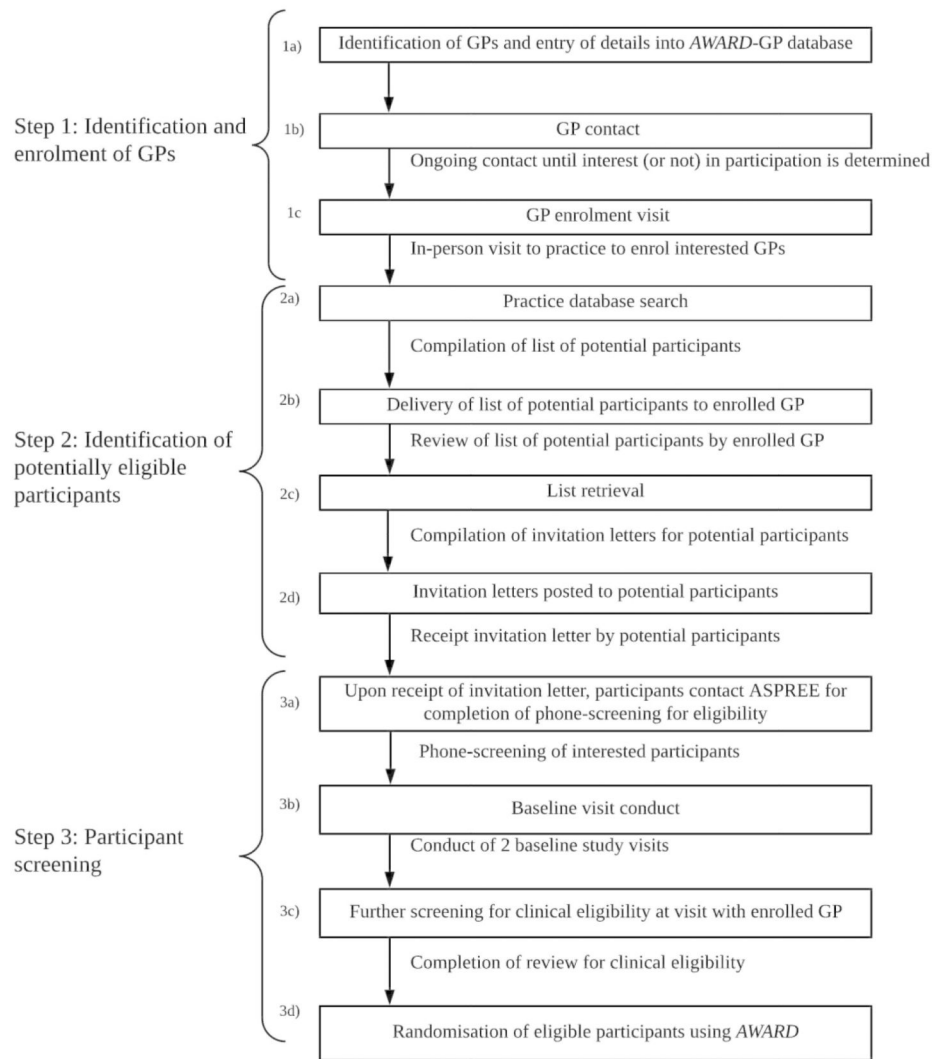 1a)
Identification of GPs and entry of details into AWARD-GP database
Step 1: Identification and
enrolment of GPs
1b)
GP contact
Ongoing contact until interest (or not) in participation is determined
1c
GP enrolment visit
In-person visit to practice to enrol interested GPs
2a)
Practice database search
Compilation of list of potential participants
Step 2: Identification of
potentially eligible
participants
2b)
Delivery of list of potential participants to enrolled GP
Review of list of potential participants by enrolled GP
2c)
List retrieval
Compilation of invitation letters for potential participants
2d)
Invitation letters posted to potential participants
Receipt invitation letter by potential participants
3a)
Upon receipt of invitation letter, participants contact ASPREE for
completion of phone-screening for eligibility
Phone-screening of interested participants
Step 3: Participant
screening
3b)
Baseline visit conduct
Conduct of 2 baseline study visits
3c)
Further screening for clinical eligibility at visit with enrolled GP
Completion of review for clinical eligibility
3d)
Randomisation of eligible participants using AWARD